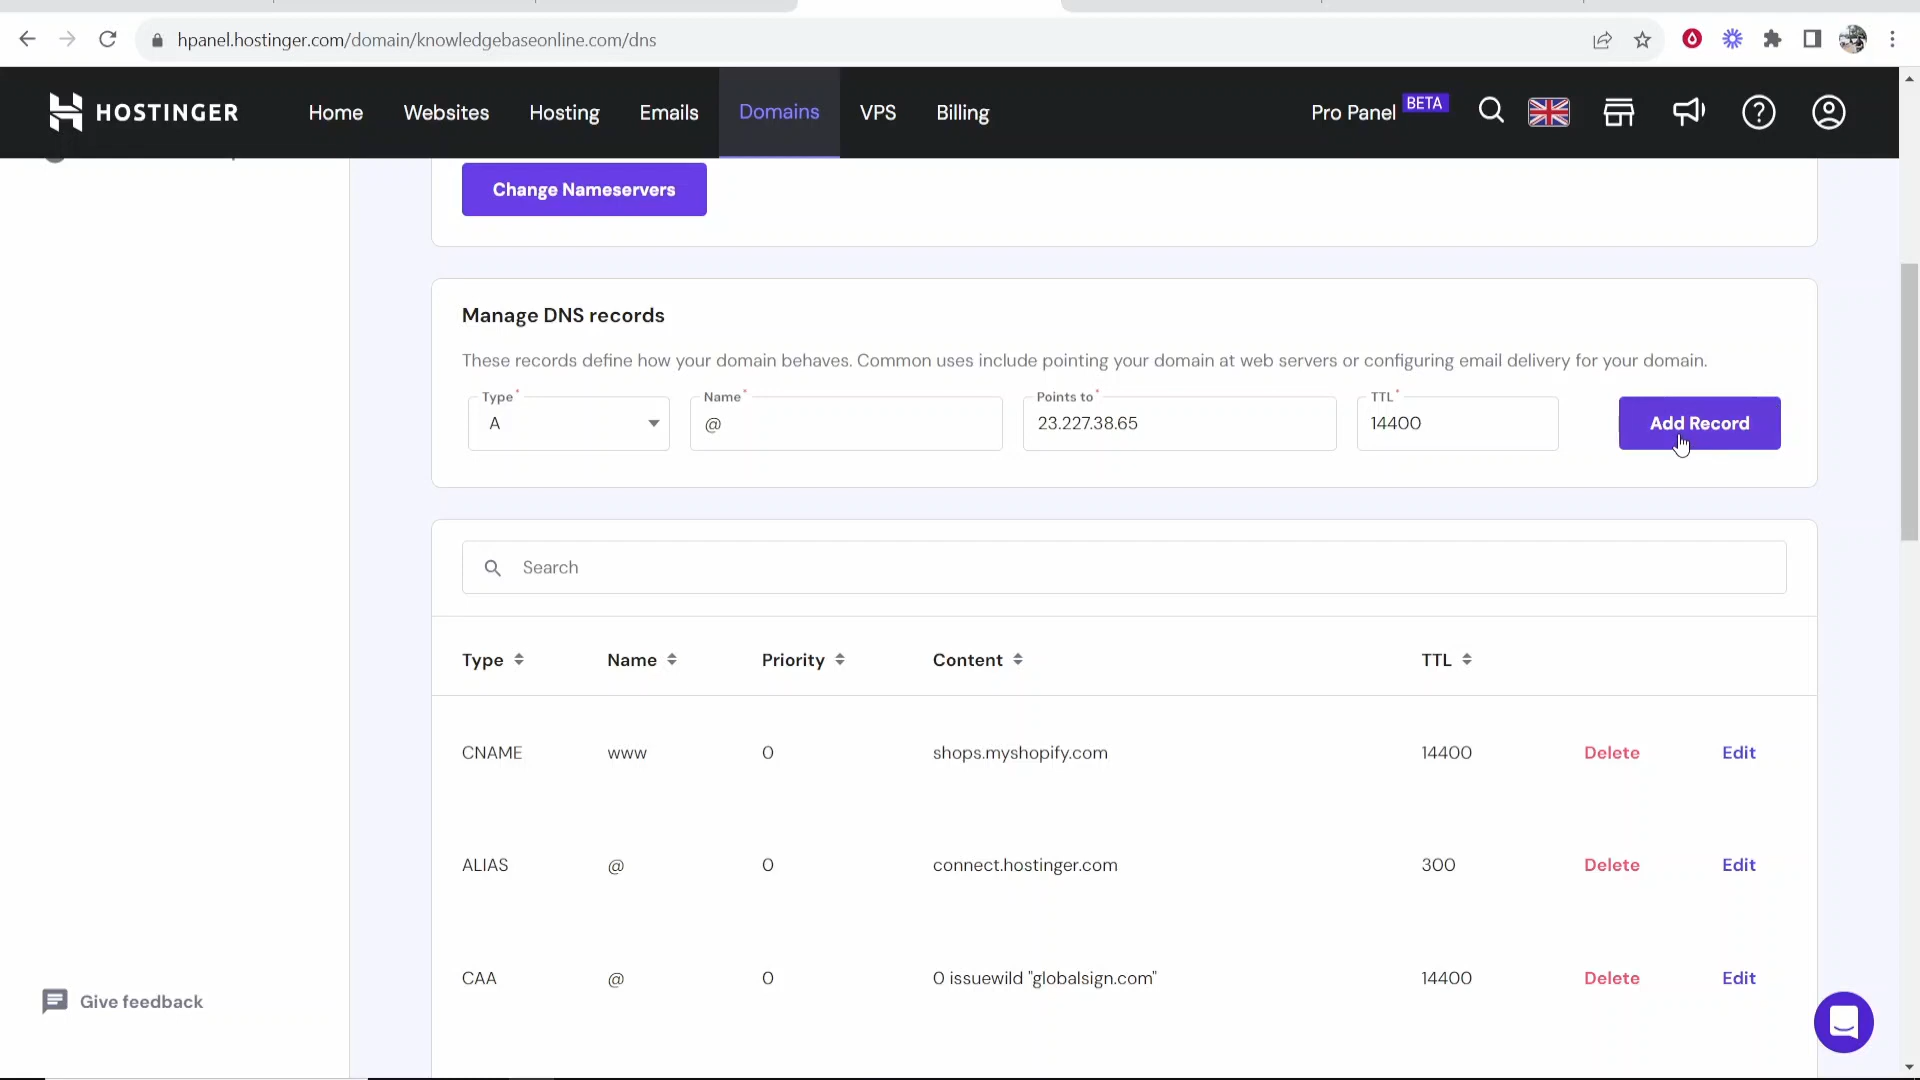 hpanel.hostinger.com/domain/knowledgebaseonline.com/dns
HOSTINGER Home Websites Hosting Emails Domains VPS Billing Pro Panel BETA
Change Nameservers
Manage DNS records
These records define how your domain behaves. Common uses include pointing your domain at web servers or configuring email delivery for your domain.
Type* Name* Points to* TTL*
A @ 23.227.38.65 14400 Add Record
Search
Type Name Priority Content TTL
CNAME www 0 shops.myshopify.com 14400 Delete Edit
ALIAS @ 0 connect.hostinger.com 300 Delete Edit
CAA @ 0 0 issuewild "globalsign.com" 14400 Delete Edit
Give feedback